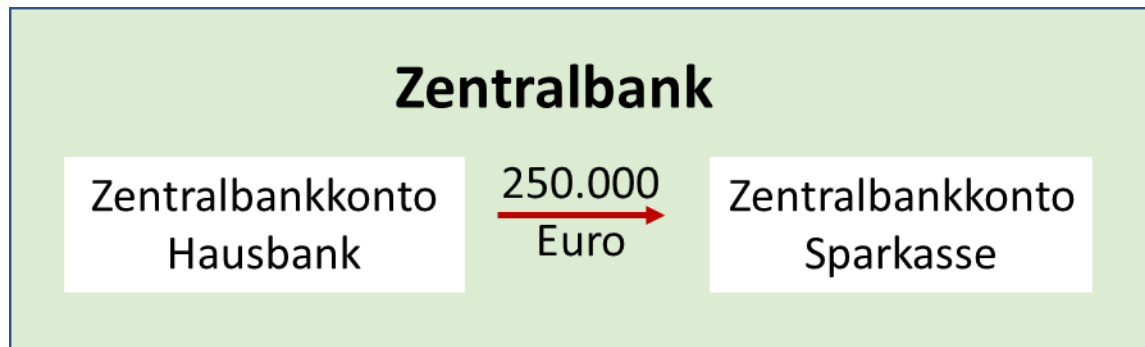 Zentralbank
Zentralbankkonto
Hausbank
250.000
Euro
Zentralbankkonto
Sparkasse